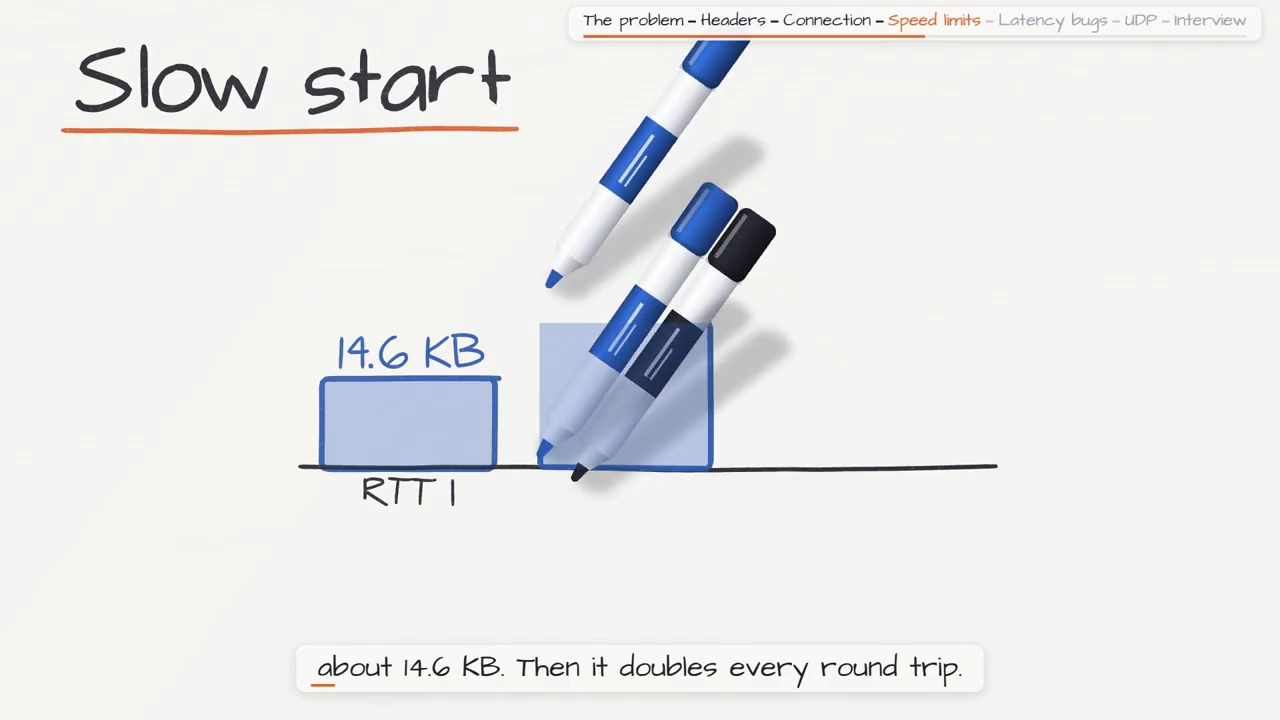 The problem – Headers – Connection – Speed limits – Latency bugs – UDP – Interview
Slow start
14.6 KB
RTT 1
about 14.6 KB. Then it doubles every round trip.